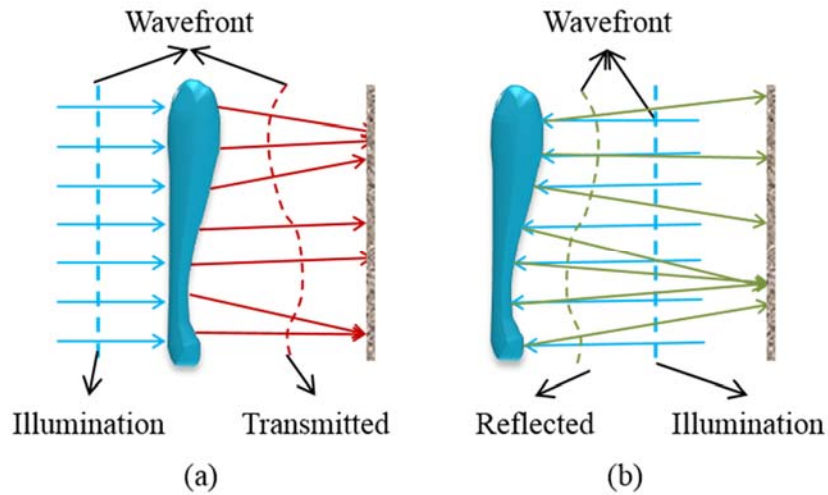 Wavefront
Wavefront
Illumination
Transmitted
Reflected
Illumination
(a)
(b)